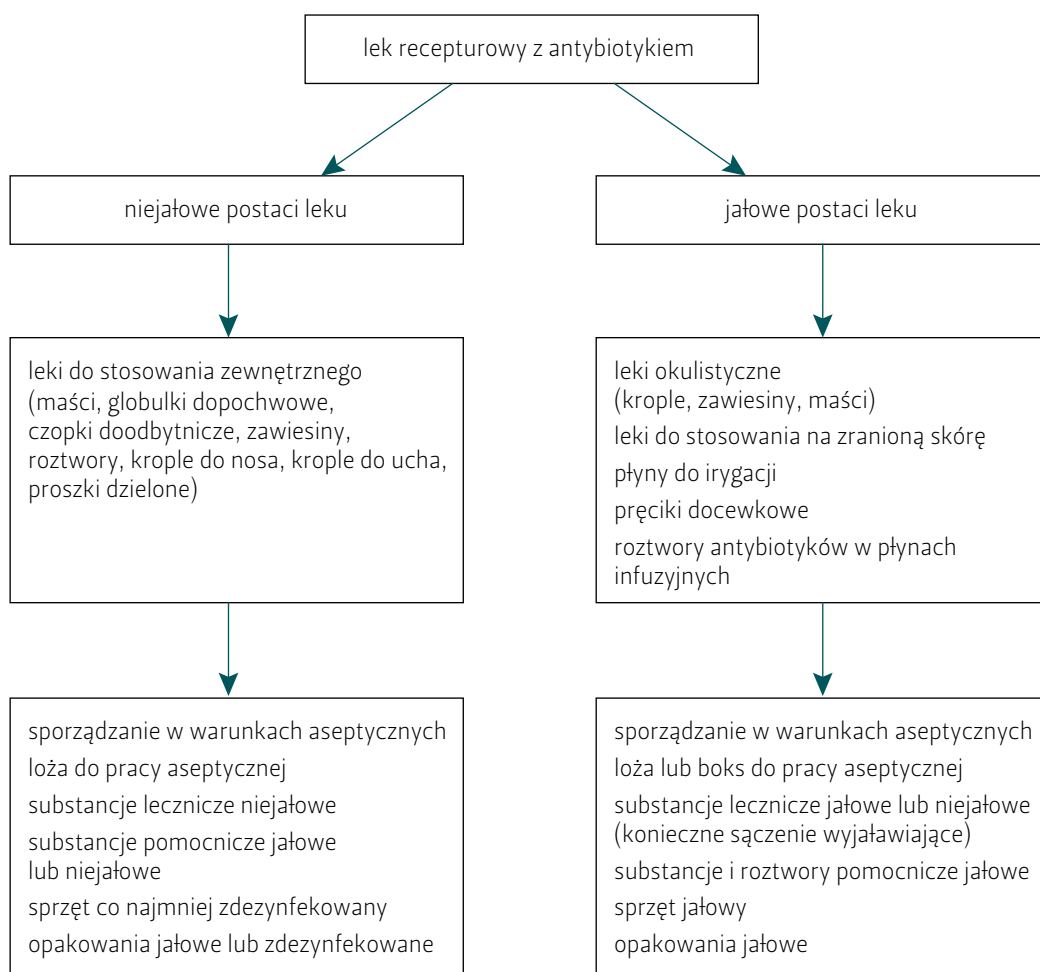 lek recepturowy z antybiotykiem
niejałowe postaci leku
jałowe postaci leku
leki do stosowania zewnętrznego
(maści, globulki dopochwowe,
czopki doodbytnicze, zawiesiny,
roztwory, krople do nosa, krople do ucha,
proszki dzielone)
leki okulistyczne
(krople, zawiesiny, maści)
leki do stosowania na zranioną skórę
płyny do irygacji
pręciki docewkowe
roztwory antybiotyków w płynach
infuzyjnych
sporządzanie w warunkach aseptycznych
loża do pracy aseptycznej
substancje lecznicze niejałowe
substancje pomocnicze jałowe
lub niejałowe
sprzęt co najmniej zdezynfekowany
opakowania jałowe lub zdezynfekowane
sporządzanie w warunkach aseptycznych
loża lub boks do pracy aseptycznej
substancje lecznicze jałowe lub niejałowe
(konieczne sączenie wyjaławiające)
substancje i roztwory pomocnicze jałowe
sprzęt jałowy
opakowania jałowe